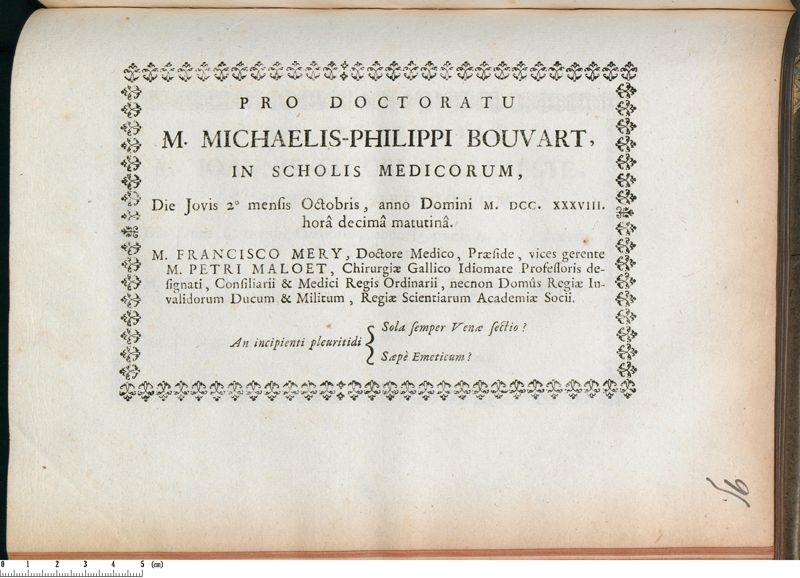 PRO DOCTORATU
M. MICHAELIS-PHILIPPI BOUVART,
IN SCHOLIS MEDICORUM,
Die Jovis 2º menſis Octobris, anno Domini M. DCC. XXXVIII.
horâ decimâ matutinâ.
M. FRANCISCO MERY, Doctore Medico, Præſide, vices gerente
M. PETRI MALOET, Chirurgiæ Gallico Idiomate Profeſſoris de-
ſignati, Conſiliarii & Medici Regis Ordinarii, necnon Domûs Regiæ In-
validorum Ducum & Militum, Regiæ Scientiarum Academiæ Socii.
An incipienti pleuritidi { Sola ſemper Venæ ſectio?
Sæpè Emeticum?
0 1 2 3 4 5 (cm)